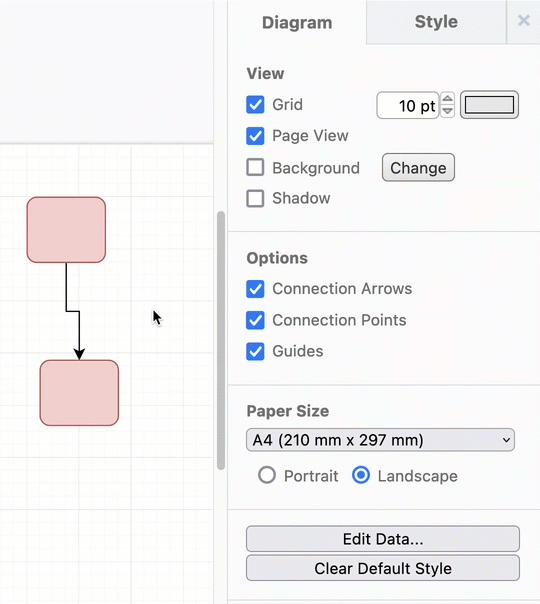 Diagram Style ×
View
Grid 10 pt
Page View
Background Change
Shadow
Options
Connection Arrows
Connection Points
Guides
Paper Size
A4 (210 mm x 297 mm)
Portrait Landscape
Edit Data...
Clear Default Style